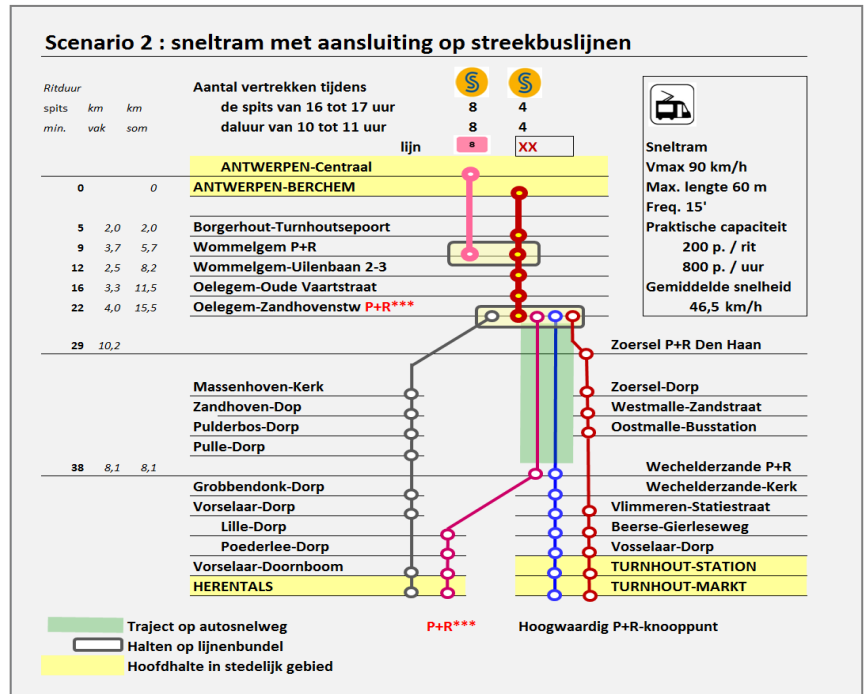 Scenario 2 : sneltram met aansluiting op streekbuslijnen
Ritduur
spits km km
min. vak som
Aantal vertrekken tijdens
de spits van 16 tot 17 uur 8 4
daluur van 10 tot 11 uur 8 4
lijn 8 XX
ANTWERPEN-Centraal
0 0 ANTWERPEN-BERCHEM
5 2,0 2,0 Borgerhout-Turnhoutsepoort
9 3,7 5,7 Wommelgem P+R
12 2,5 8,2 Wommelgem-Uilenbaan 2-3
16 3,3 11,5 Oelegem-Oude Vaartstraat
22 4,0 15,5 Oelegem-Zandhovenstw P+R***
Sneltram
Vmax 90 km/h
Max. lengte 60 m
Freq. 15'
Praktische capaciteit
200 p. / rit
800 p. / uur
Gemiddelde snelheid
46,5 km/h
29 10,2 Zoersel P+R Den Haan
Massenhoven-Kerk Zoersel-Dorp
Zandhoven-Dop Westmalle-Zandstraat
Pulderbos-Dorp Oostmalle-Busstation
Pulle-Dorp
38 8,1 8,1 Wechelderzande P+R
Grobbendonk-Dorp Wechelderzande-Kerk
Vorselaar-Dorp Vlimmeren-Statiestraat
Lille-Dorp Beerse-Gierleseweg
Poederlee-Dorp Vosselaar-Dorp
Vorselaar-Doornboom TURNHOUT-STATION
HERENTALS TURNHOUT-MARKT
Traject op autosnelweg P+R*** Hoogwaardig P+R-knooppunt
Halten op lijnenbundel
Hoofdhalte in stedelijk gebied